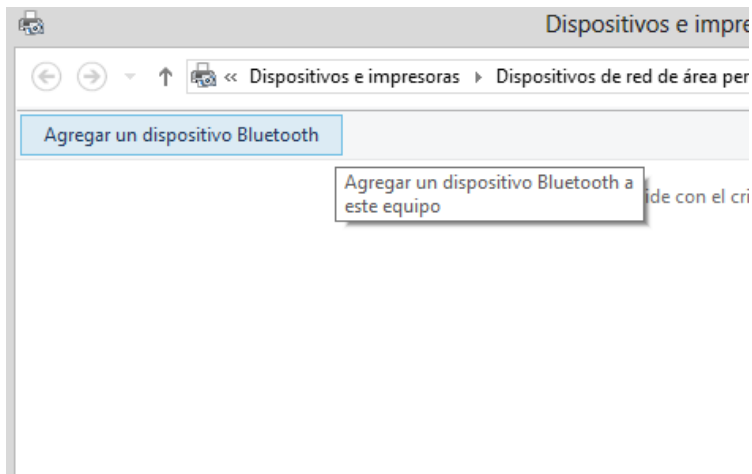 Dispositivos e impre
« Dispositivos e impresoras ▸ Dispositivos de red de área per
Agregar un dispositivo Bluetooth
Agregar un dispositivo Bluetooth a
este equipo
ide con el cri